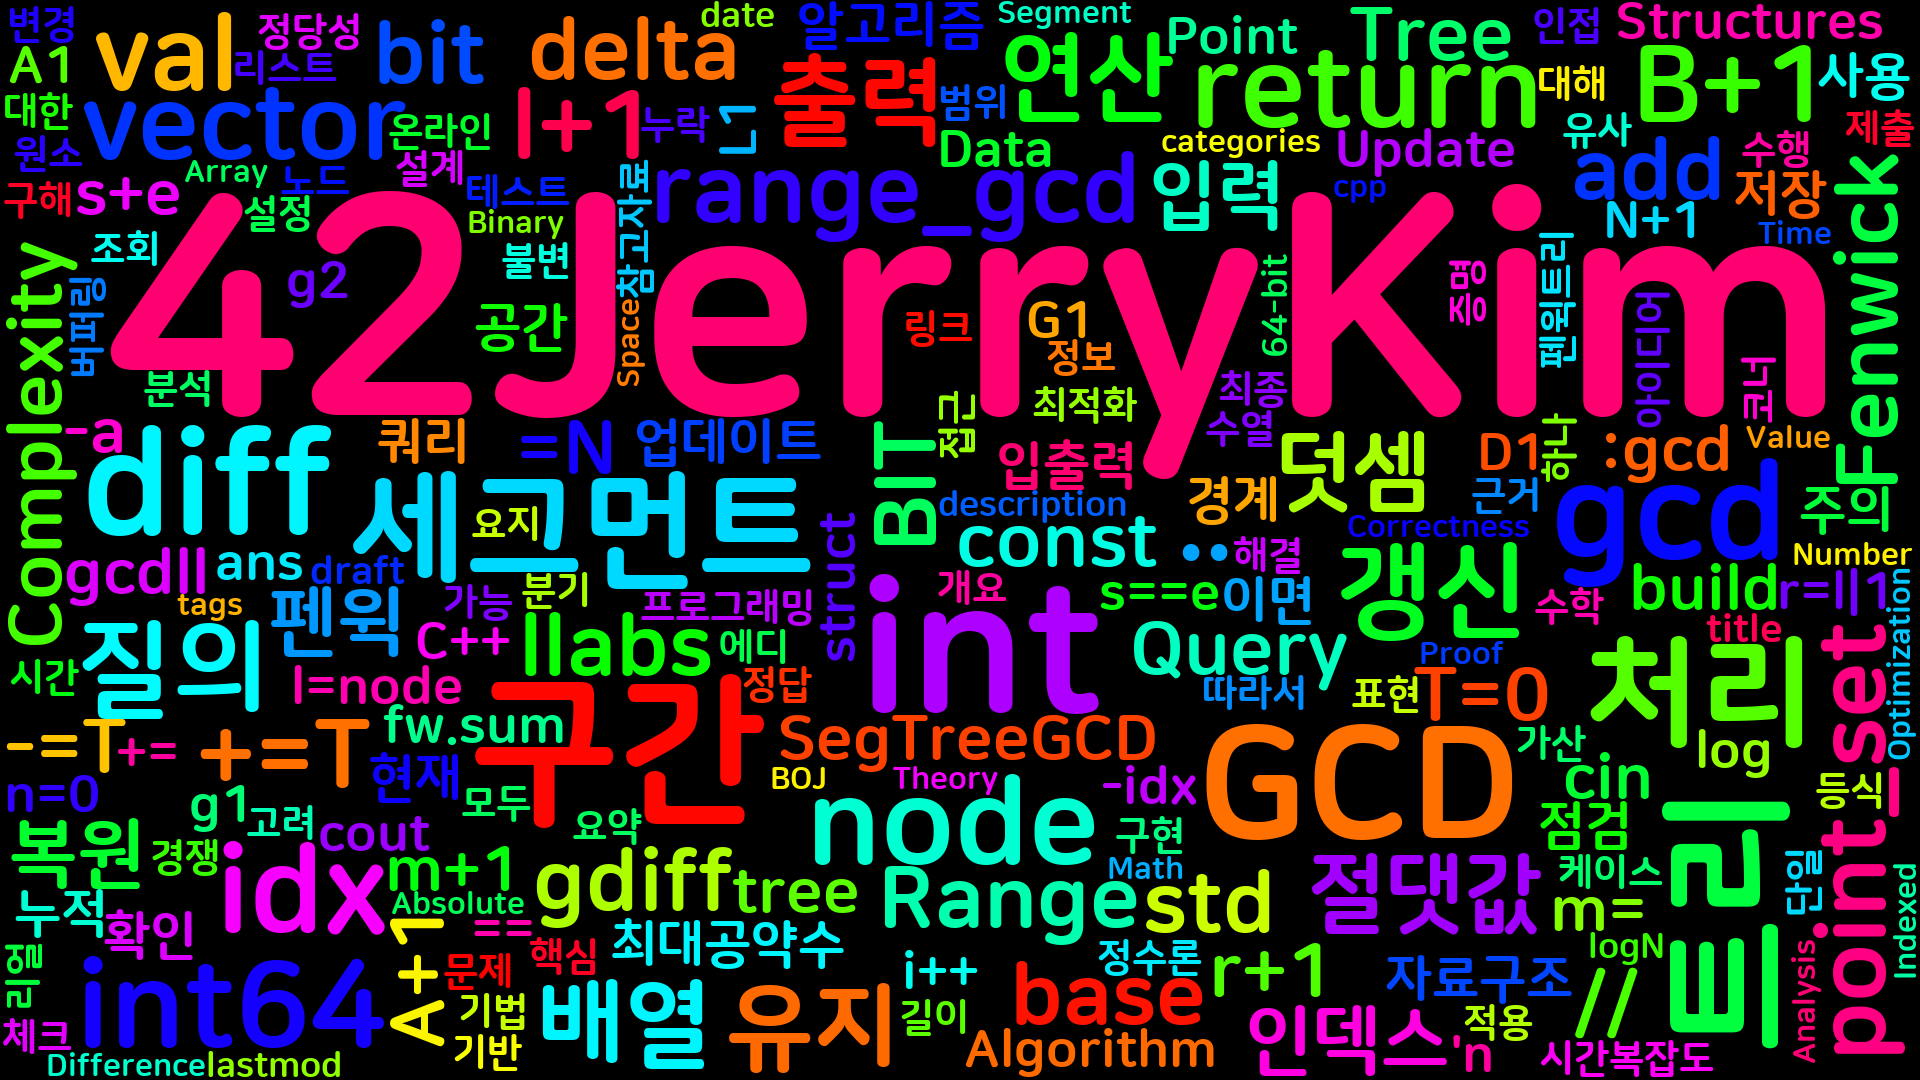 변경
정당성
date
알고리즘
Segment
Point
Tree
인접
Structures
A1
val
리스트
bit
delta
출력
연산
return
대해
B+1
사용
대한
vector
온라인
l+1
누락
L1
범위
Data
categories
Update
유사
제출
원소
Array
노드
설계
테스트
참고자료
range_gcd
입력
cpp
add
수행
저장
구해
s+e
설정
Binary
N+1
Time
Fenwick
조회
g2
불변
42JerryKim
Complexity
버퍼링
분석
공간
Space
링크
G1
정보
64-bit
증명
펜윅트리
아이디어
최적화
최종
수열
코너
-a
diff
쿼리
=N
업데이트
BIT
접근
입출력
덧셈
D1
하나
:gcd
Value
세그먼트
요지
description
경계
근거
gcd
주의
struct
const
..
해결
Correctness
Number
gcdll
ans
draft
개요
갱신
tags
펜윅
가능
분기
프로그래밍
int
s==e
이면
수학
build
r=ll1
Optimization
질의
C++
llabs
에디
Query
Proof
title
시간
l=node
정답
따라서
표현
T=0
처리
point_set
-=T
+=
+=T
fw.sum
구간
SegTreeGCD
GCD
가산
log
n=0
현재
BOJ
Theory
-idx
cin
등식
g1
고려
모두
node
복원
경쟁
cout
요약
구현
점검
트리
idx
m+1
gdiff
tree
Math
Range
std
절댓값
케이스
단일
Indexed
누적
확인
Absolute
==
m=
A+1
핵심
최대공약수
정수론
logN
릴리
int64
문제
i++
r+1
자료구조
//
Analysis
기법
배열
유지
길이
base
체크
기반
Algorithm
인덱스
'n
적용
시간복잡도
Difference
lastmod